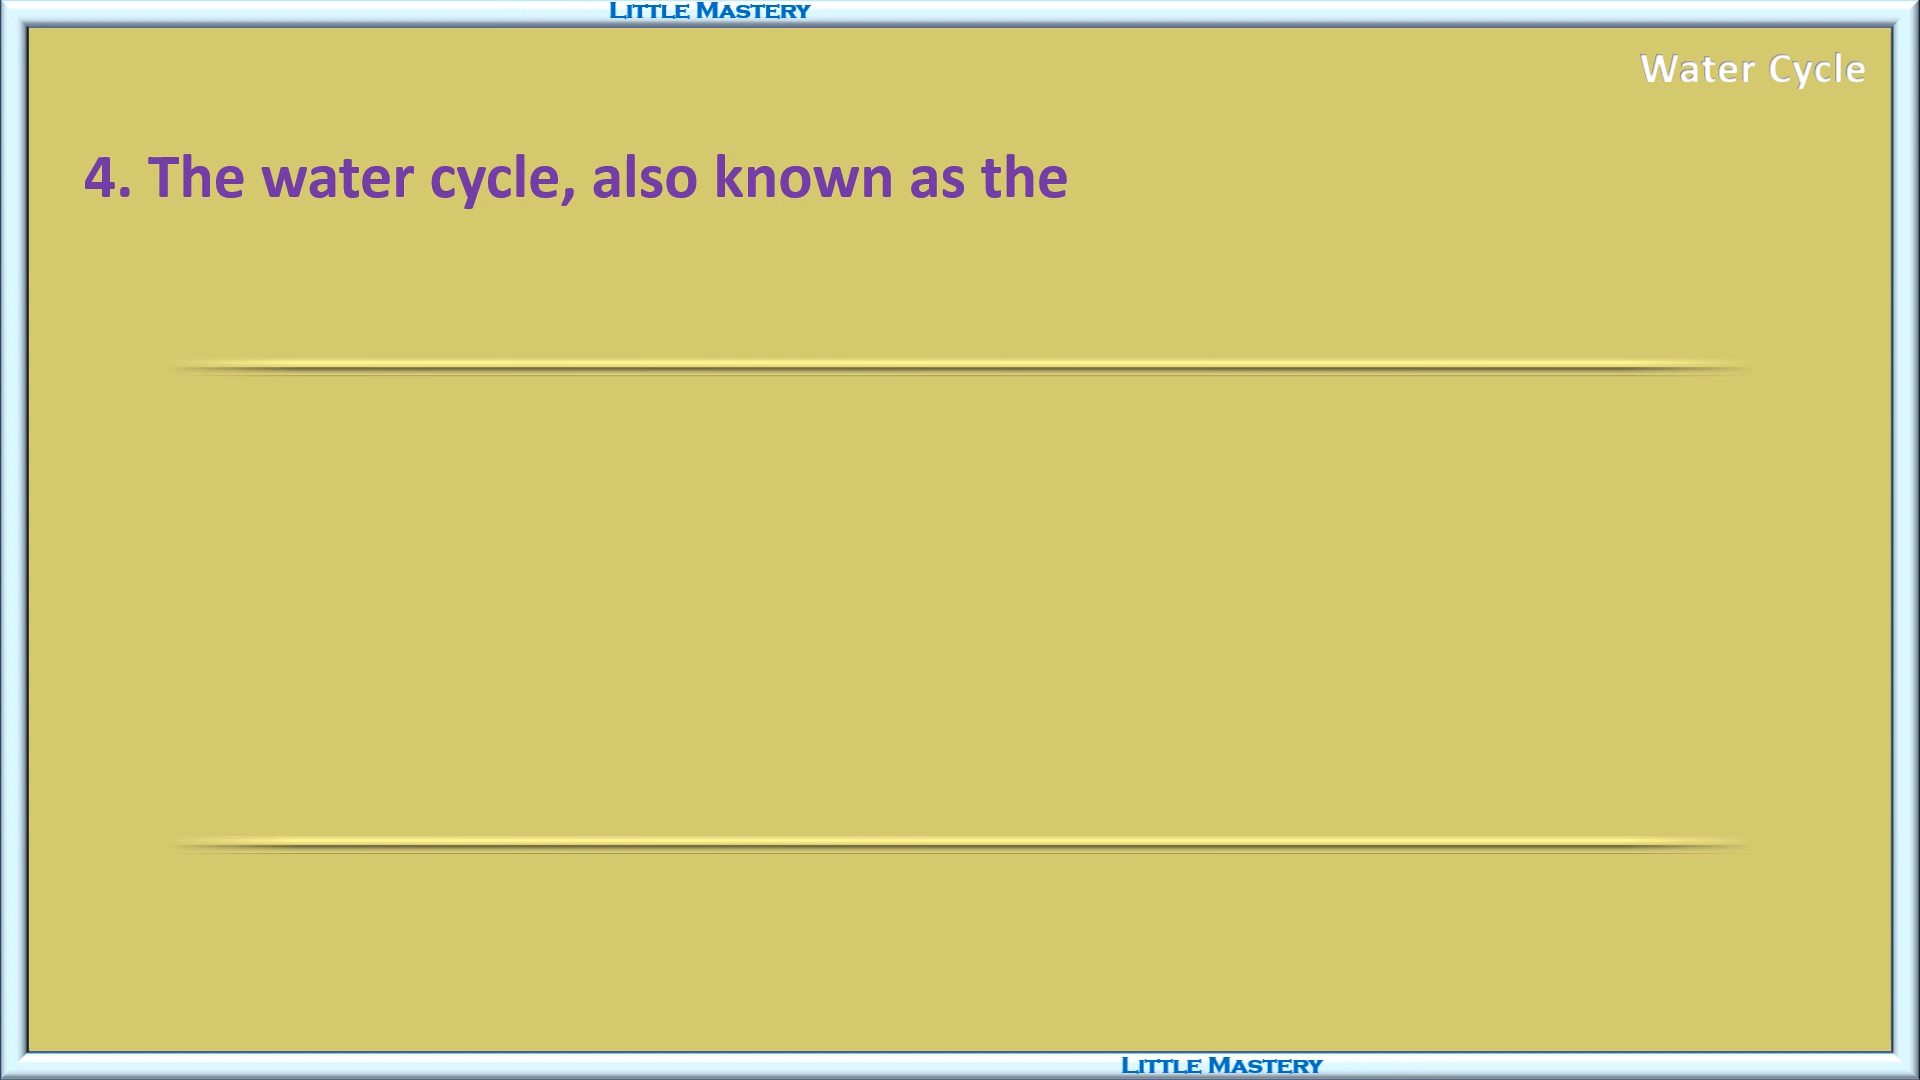 Little Mastery
Water Cycle
4. The water cycle, also known as the
Little Mastery